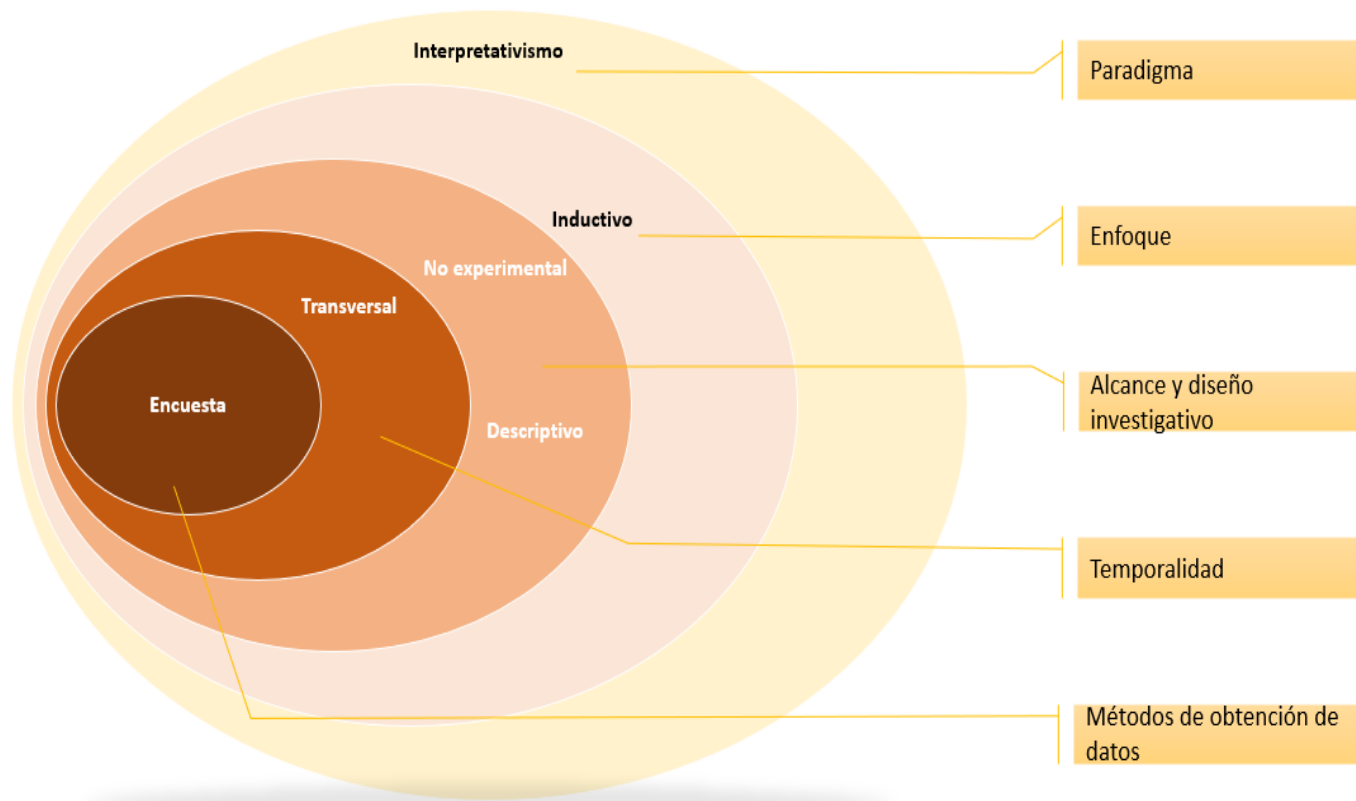 Interpretativismo
Paradigma
Inductivo
Enfoque
No experimental
Transversal
Encuesta
Descriptivo
Alcance y diseño
investigativo
Temporalidad
Métodos de obtención de
datos